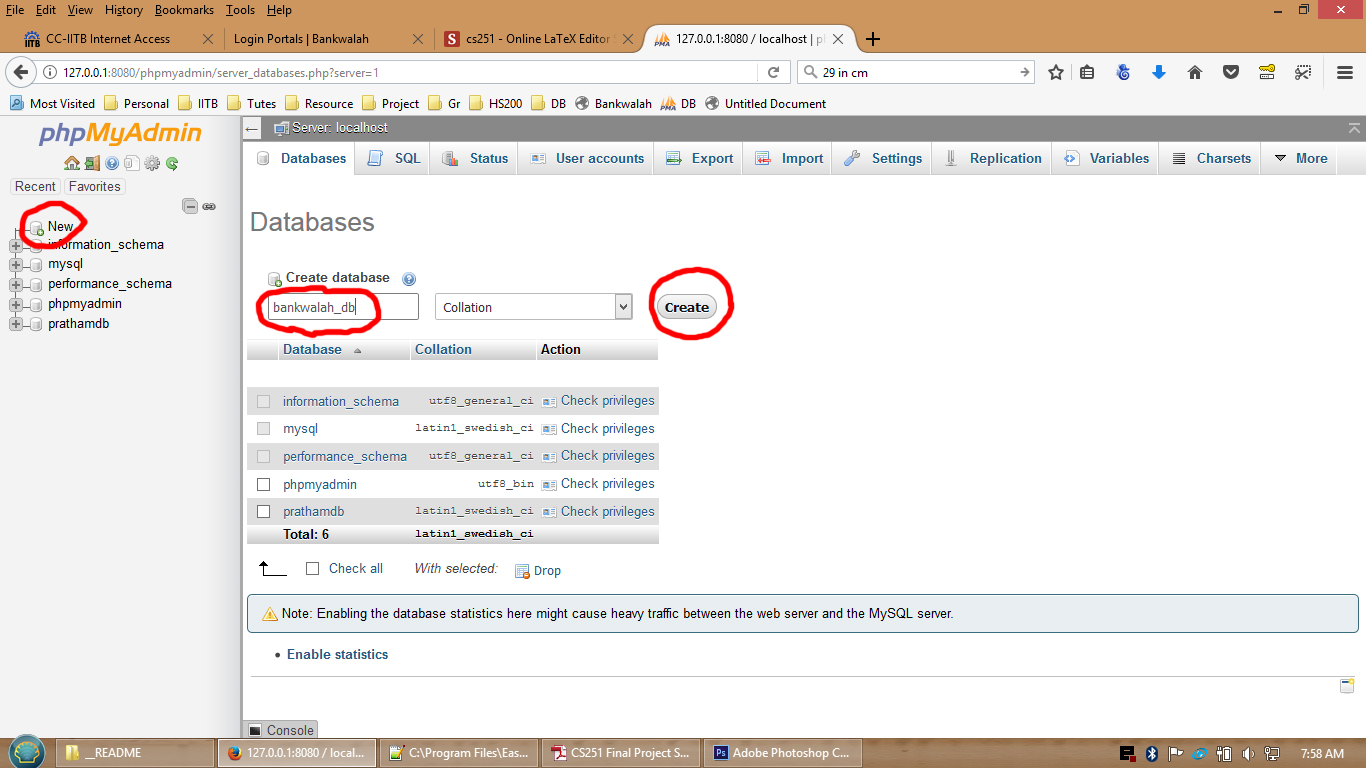 File Edit View History Bookmarks Tools Help
CC-IITB Internet Access
Login Portals | Bankwalah
cs251 - Online LaTeX Editor
127.0.0.1:8080 / localhost |
127.0.0.1:8080/phpmyadmin/server_databases.php?server=1
29 in cm
Most Visited Personal IITB Tutes Resource Project Gr HS200 DB Bankwalah DB Untitled Document
phpMyAdmin
Recent Favorites
New
information_schema
mysql
performance_schema
phpmyadmin
prathamdb
Server: localhost
Databases SQL Status User accounts Export Import Settings Replication Variables Charsets More
Databases
Create database
bankwalah_db Collation Create
Database Collation Action
information_schema utf8_general_ci Check privileges
mysql latin1_swedish_ci Check privileges
performance_schema utf8_general_ci Check privileges
phpmyadmin utf8_bin Check privileges
prathamdb latin1_swedish_ci Check privileges
Total: 6 latin1_swedish_ci
Check all With selected: Drop
Note: Enabling the database statistics here might cause heavy traffic between the web server and the MySQL server.
• Enable statistics
Console
__README
127.0.0.1:8080 / local...
C:\Program Files\Eas...
CS251 Final Project S...
Ps Adobe Photoshop C...
7:58 AM